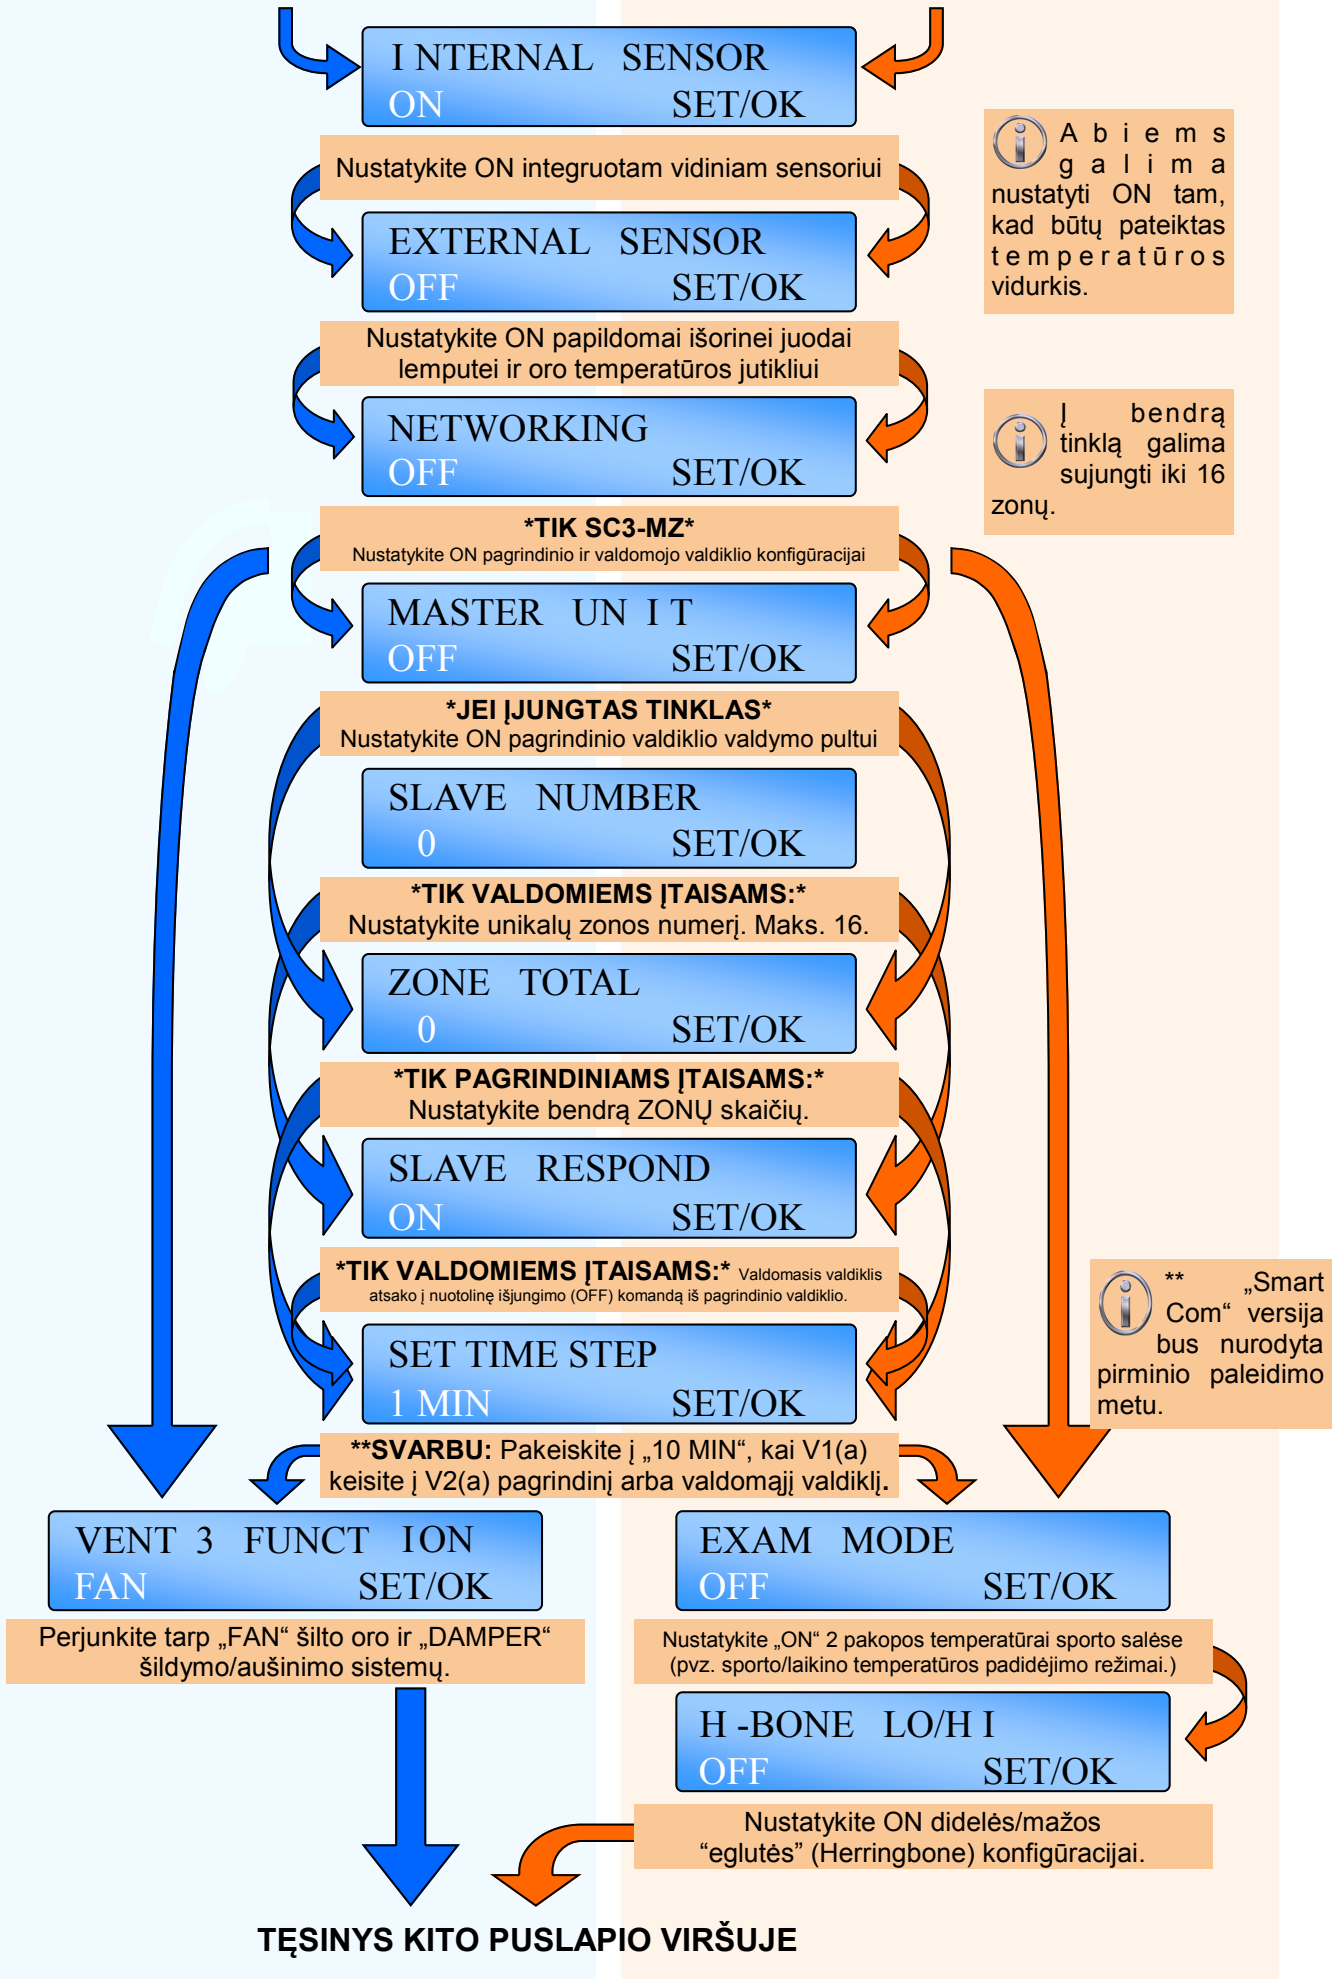 I NTERNAL SENSOR
ON SET/OK
Nustatykite ON integruotam vidiniam sensoriui
A b i e m s
g a l i m a
nustatyti ON tam,
kad būtų pateiktas
t e m p e r a t ū r o s
vidurkis.
EXTERNAL SENSOR
OFF SET/OK
Nustatykite ON papildomai išorinei juodai
lemputei ir oro temperatūros jutikliui
NETWORKING
OFF SET/OK
Į bendrą
tinklą galima
sujungti iki 16
zonų.
*TIK SC3-MZ*
Nustatykite ON pagrindinio ir valdomojo valdiklio konfigūracijai
MASTER UN I T
OFF SET/OK
*JEI ĮJUNGTAS TINKLAS*
Nustatykite ON pagrindinio valdiklio valdymo pultui
SLAVE NUMBER
0 SET/OK
*TIK VALDOMIEMS ĮTAISAMS:*
Nustatykite unikalų zonos numerį. Maks. 16.
ZONE TOTAL
0 SET/OK
*TIK PAGRINDINIAMS ĮTAISAMS:*
Nustatykite bendrą ZONŲ skaičių.
SLAVE RESPOND
ON SET/OK
*TIK VALDOMIEMS ĮTAISAMS:* Valdomasis valdiklis
atsako į nuotolinę išjungimo (OFF) komandą iš pagrindinio valdiklio.
** „Smart
Com“ versija
bus nurodyta
pirminio paleidimo
metu.
SET TIME STEP
1 MIN SET/OK
**SVARBU: Pakeiskite į „10 MIN“, kai V1(a)
keisite į V2(a) pagrindinį arba valdomąjį valdiklį.
VENT 3 FUNCT ION
FAN SET/OK
Perjunkite tarp „FAN“ šilto oro ir „DAMPER“
šildymo/aušinimo sistemų.
EXAM MODE
OFF SET/OK
Nustatykite „ON“ 2 pakopos temperatūrai sporto salėse
(pvz. sporto/laikino temperatūros padidėjimo režimai.)
H -BONE LO/H I
OFF SET/OK
Nustatykite ON didelės/mažos
“eglutės” (Herringbone) konfigūracijai.
TĘSINYS KITO PUSLAPIO VIRŠUJE